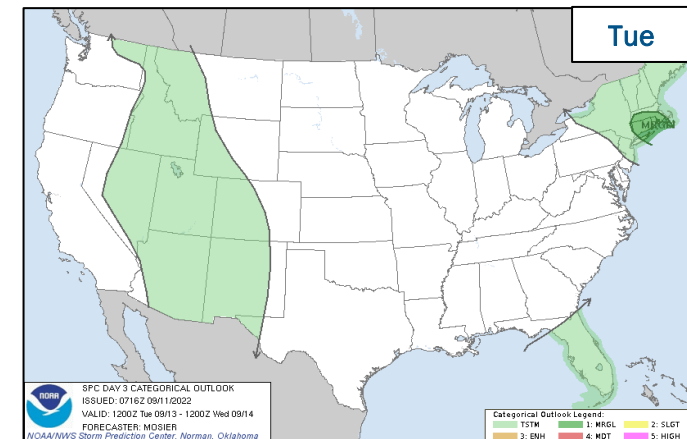 Tue
MRGL
SPC DAY 3 CATEGORICAL OUTLOOK
ISSUED: 0716Z 09/11/2022
VALID: 1200Z Tue 09/13 - 1200Z Wed 09/14
FORECASTER: MOSIER
NOAA/NWS Storm Prediction Center, Norman, Oklahoma
NOAA
Categorical Outlook Legend:
TSTM 1: MRGL 2: SLGT
3: ENH 4: MDT 5: HIGH